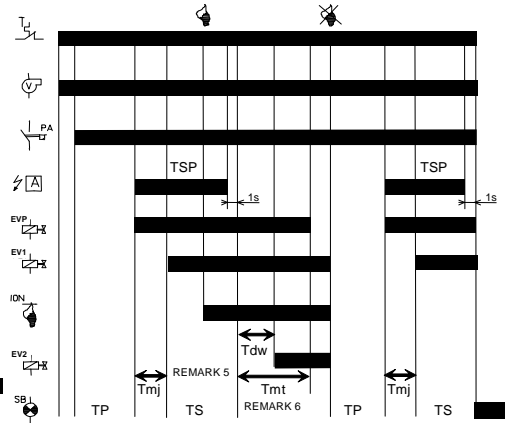 T
V
PA
TSP
TSP
A
1s
1s
EVP
EV1
ION
Tdw
EV2
REMARK 5
Tmj
Tmt
Tmj
SB
TP
TS
REMARK 6
TP
TS